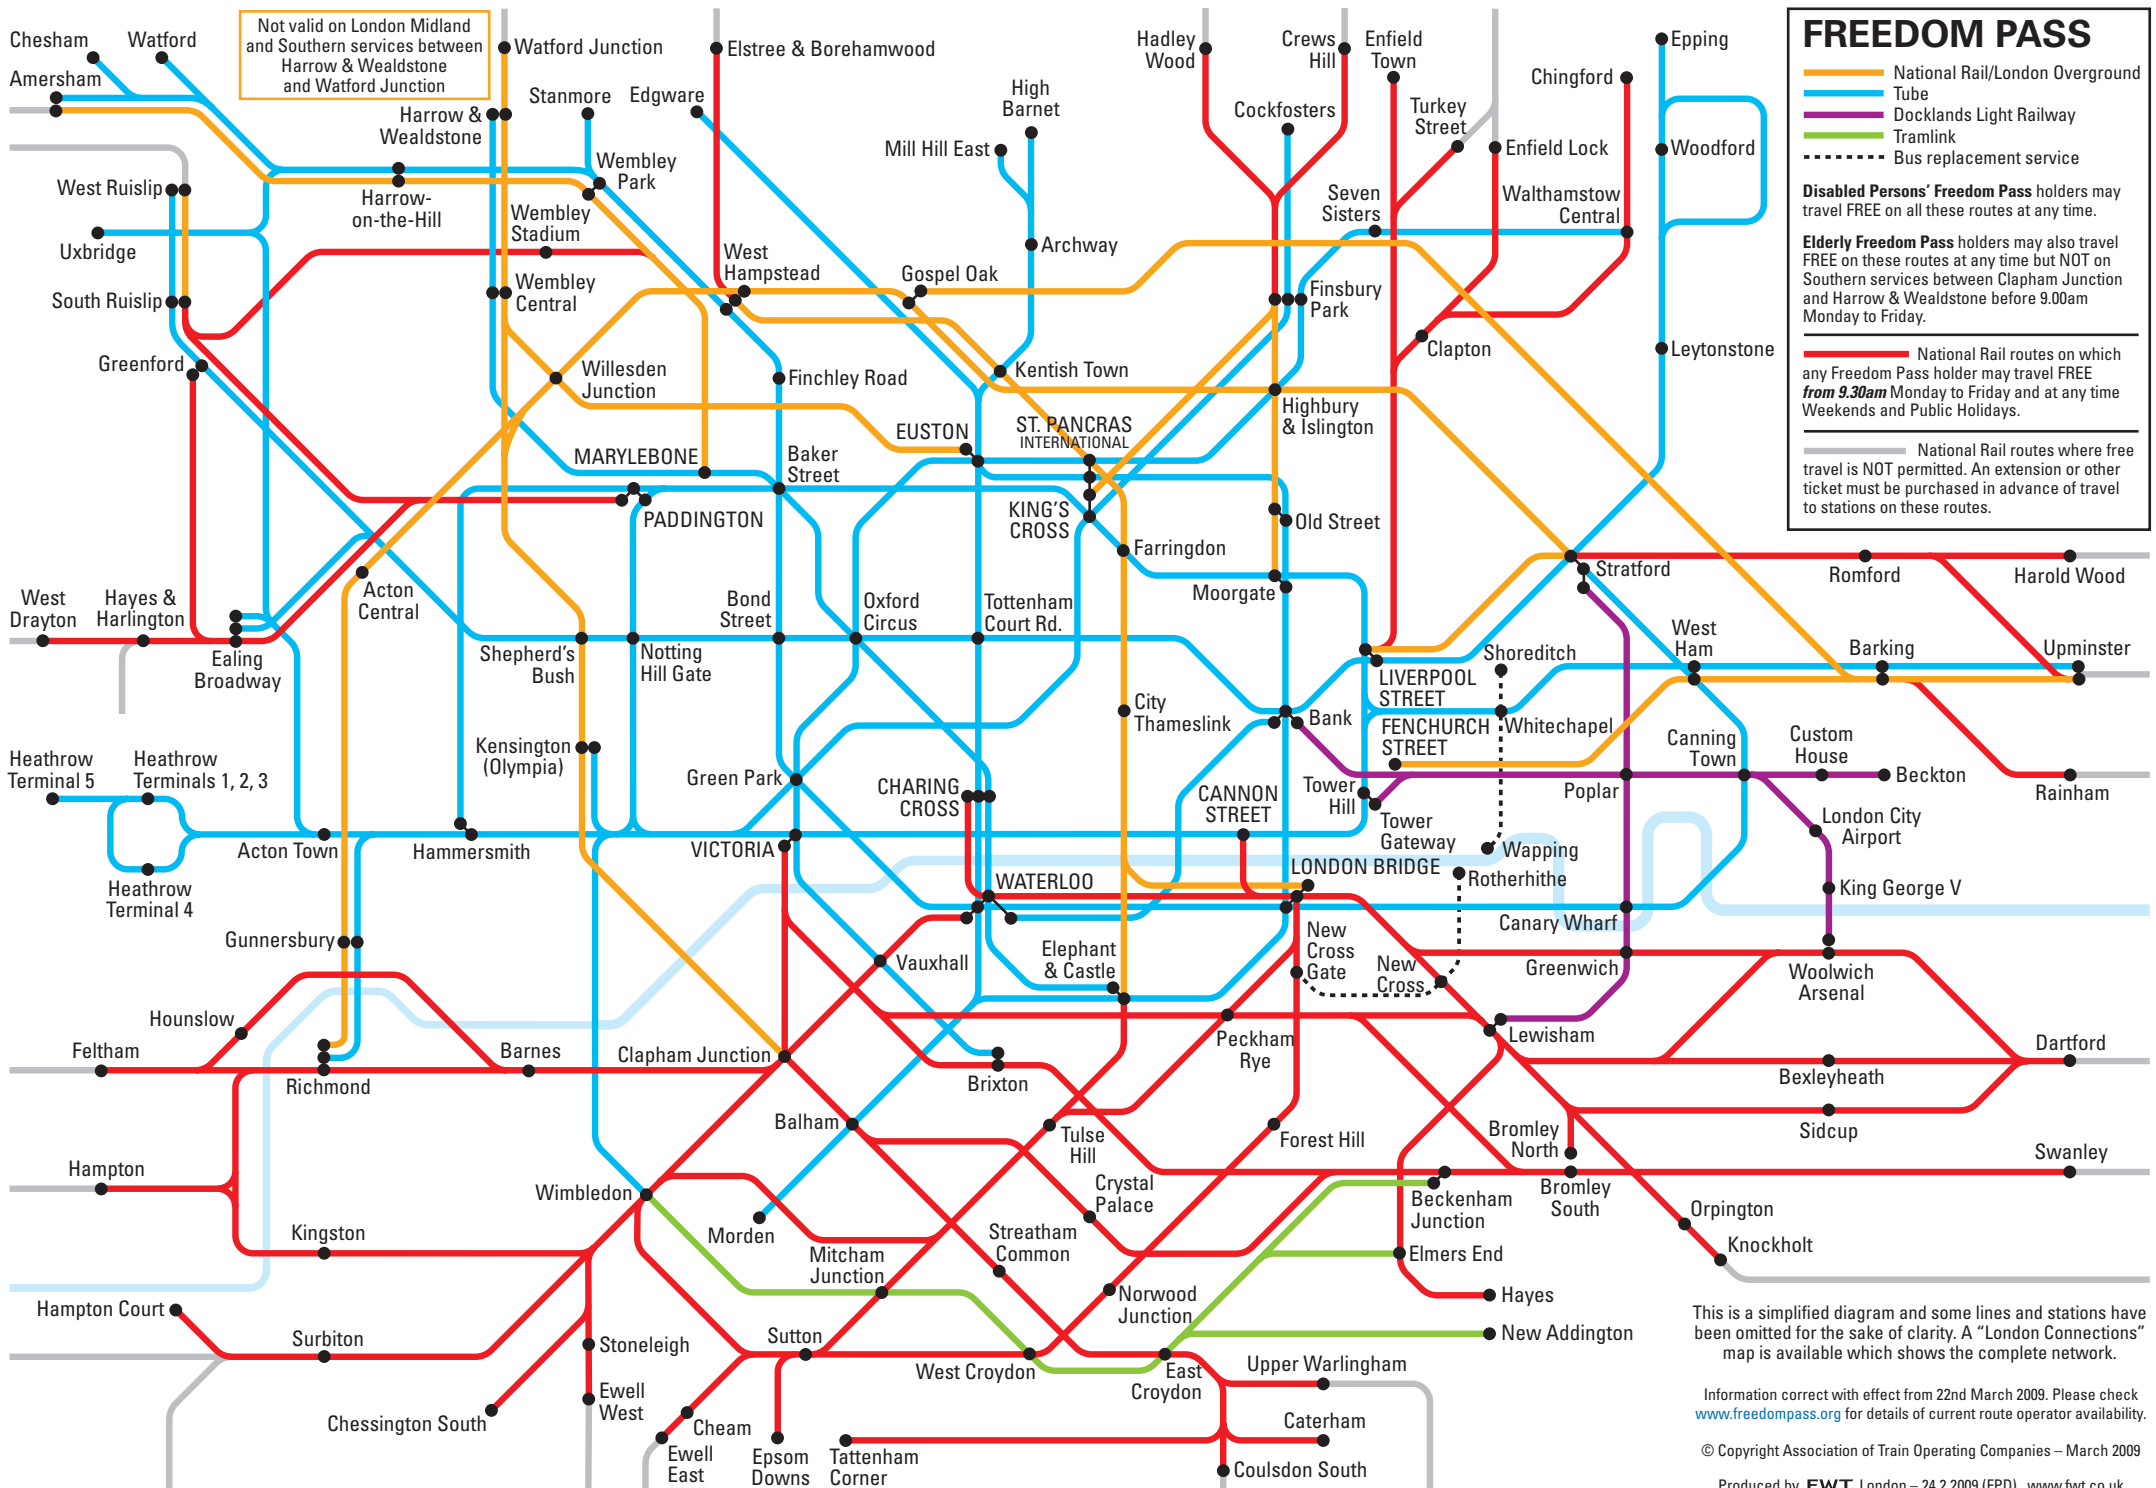 Not valid on London Midland
and Southern services between
Harrow & Wealdstone
and Watford Junction
Chesham
Watford
Amersham
Watford Junction
Elstree & Borehamwood
Stanmore
Edgware
Harrow &
Wealdstone
High
Barnet
Mill Hill East
Hadley
Wood
Crews
Hill
Enfield
Town
Cockfosters
Turkey
Street
Enfield Lock
Chingford
Epping
Woodford
Walthamstow
Central
Seven
Sisters
West Ruislip
Uxbridge
South Ruislip
Greenford
Harrow-
on-the-Hill
Wembley
Park
Wembley
Stadium
Wembley
Central
West
Hampstead
Gospel Oak
Archway
Finsbury
Park
Clapton
Leytonstone
Willesden
Junction
Finchley Road
Kentish Town
Highbury
& Islington
EUSTON
ST. PANCRAS
INTERNATIONAL
MARYLEBONE
Baker
Street
PADDINGTON
KING'S
CROSS
Old Street
Farringdon
Moorgate
Stratford
Romford
Harold Wood
West
Drayton
Hayes &
Harlington
Acton
Central
Ealing
Broadway
Shepherd's
Bush
Notting
Hill Gate
Bond
Street
Oxford
Circus
Tottenham
Court Rd.
LIVERPOOL
STREET
Shoreditch
West
Ham
Barking
Upminster
City
Thameslink
Bank
FENCHURCH
STREET
Whitechapel
Canning
Town
Custom
House
Beckton
Heathrow
Terminal 5
Heathrow
Terminals 1, 2, 3
Kensington
(Olympia)
Green Park
CHARING
CROSS
CANNON
STREET
Tower
Hill
Tower
Gateway
Poplar
Rainham
London City
Airport
Acton Town
Hammersmith
VICTORIA
Heathrow
Terminal 4
WATERLOO
LONDON BRIDGE
Wapping
Rotherhithe
King George V
Canary Wharf
Gunnersbury
Vauxhall
Elephant
& Castle
New
Cross
Gate
New
Cross
Greenwich
Woolwich
Arsenal
Hounslow
Feltham
Richmond
Barnes
Clapham Junction
Brixton
Peckham
Rye
Lewisham
Bexleyheath
Dartford
Balham
Tulse
Hill
Forest Hill
Bromley
North
Sidcup
Swanley
Hampton
Wimbledon
Morden
Crystal
Palace
Beckenham
Junction
Bromley
South
Orpington
Knockholt
Kingston
Mitcham
Junction
Streatham
Common
Norwood
Junction
Elmers End
Hayes
New Addington
Hampton Court
Surbiton
Stoneleigh
Sutton
West Croydon
East
Croydon
Upper Warlingham
Ewell
West
Chessington South
Cheam
Ewell
East
Epsom
Downs
Tattenham
Corner
Caterham
Coulsdon South
FREEDOM PASS
National Rail/London Overground
Tube
Docklands Light Railway
Tramlink
Bus replacement service
Disabled Persons' Freedom Pass holders may
travel FREE on all these routes at any time.
Elderly Freedom Pass holders may also travel
FREE on these routes at any time but NOT on
Southern services between Clapham Junction
and Harrow & Wealdstone before 9.00am
Monday to Friday.
National Rail routes on which
any Freedom Pass holder may travel FREE
from 9.30am Monday to Friday and at any time
Weekends and Public Holidays.
National Rail routes where free
travel is NOT permitted. An extension or other
ticket must be purchased in advance of travel
to stations on these routes.
This is a simplified diagram and some lines and stations have
been omitted for the sake of clarity. A “London Connections”
map is available which shows the complete network.
Information correct with effect from 22nd March 2009. Please check
www.freedompass.org for details of current route operator availability.
© Copyright Association of Train Operating Companies – March 2009
Produced by FWT London – 24.2.2009 (FPD) www.fwt.co.uk